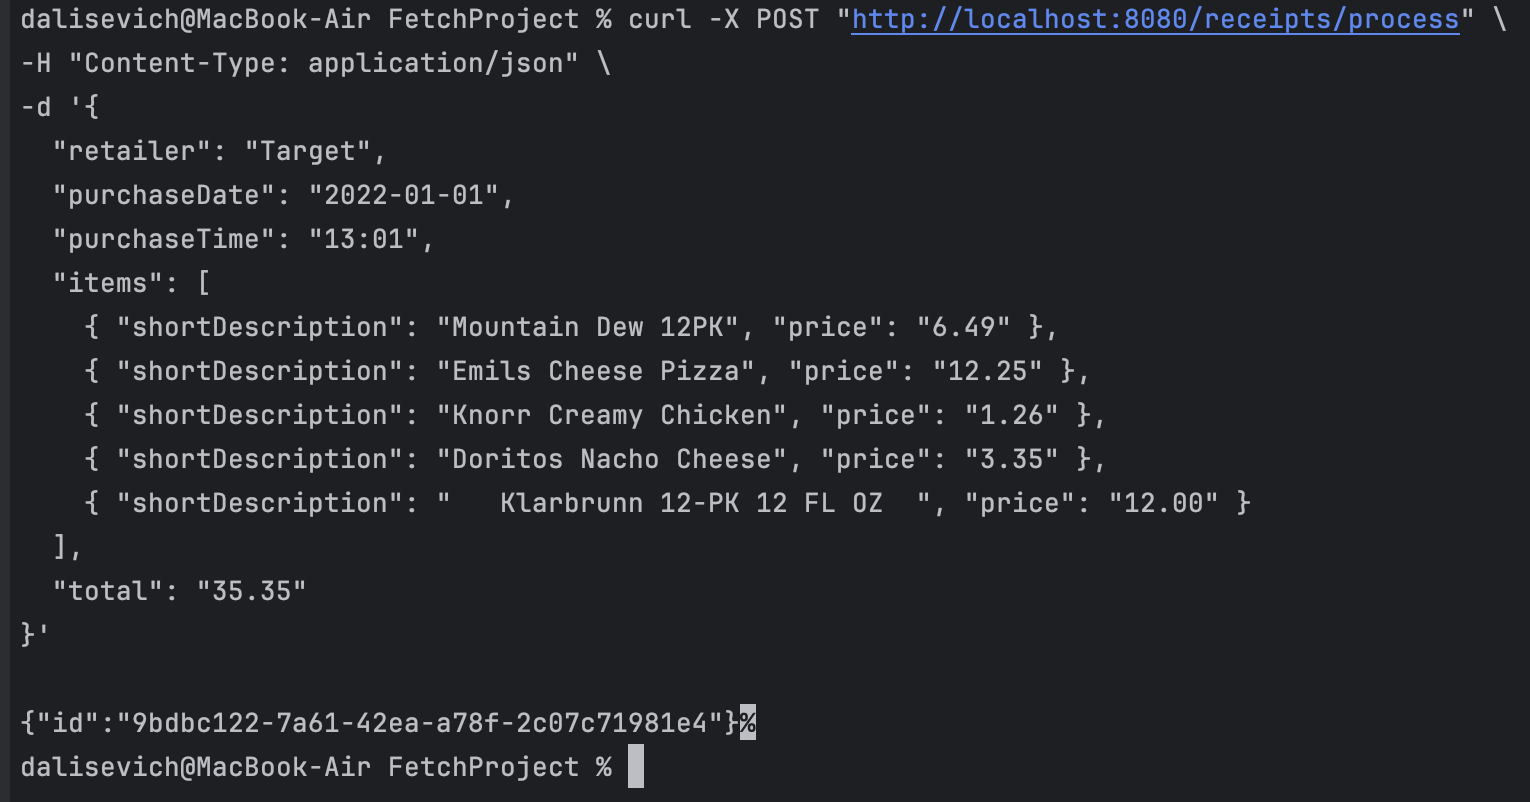 dalisevich@MacBook-Air FetchProject % curl -X POST "http://localhost:8080/receipts/process" \
-H "Content-Type: application/json" \
-d '{
  "retailer": "Target",
  "purchaseDate": "2022-01-01",
  "purchaseTime": "13:01",
  "items": [
    { "shortDescription": "Mountain Dew 12PK", "price": "6.49" },
    { "shortDescription": "Emils Cheese Pizza", "price": "12.25" },
    { "shortDescription": "Knorr Creamy Chicken", "price": "1.26" },
    { "shortDescription": "Doritos Nacho Cheese", "price": "3.35" },
    { "shortDescription": "   Klarbrunn 12-PK 12 FL OZ  ", "price": "12.00" }
  ],
  "total": "35.35"
}'

{"id":"9bdbc122-7a61-42ea-a78f-2c07c71981e4"}%
dalisevich@MacBook-Air FetchProject %